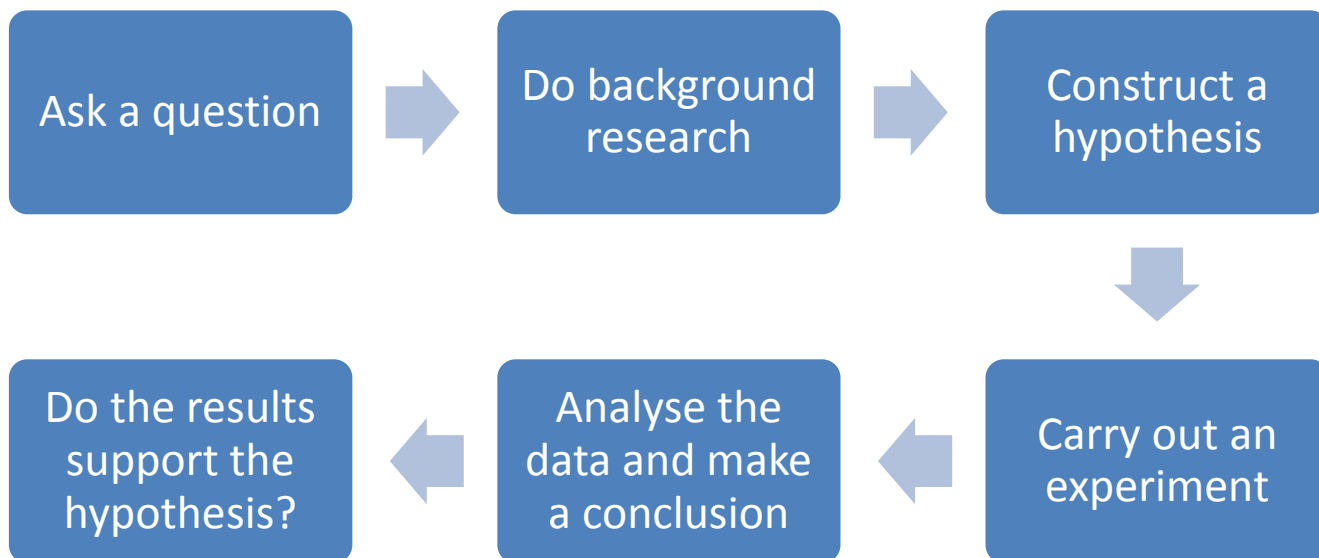 Ask a question
Do background
research
Construct a
hypothesis
Carry out an
experiment
Analyse the
data and make
a conclusion
Do the results
support the
hypothesis?